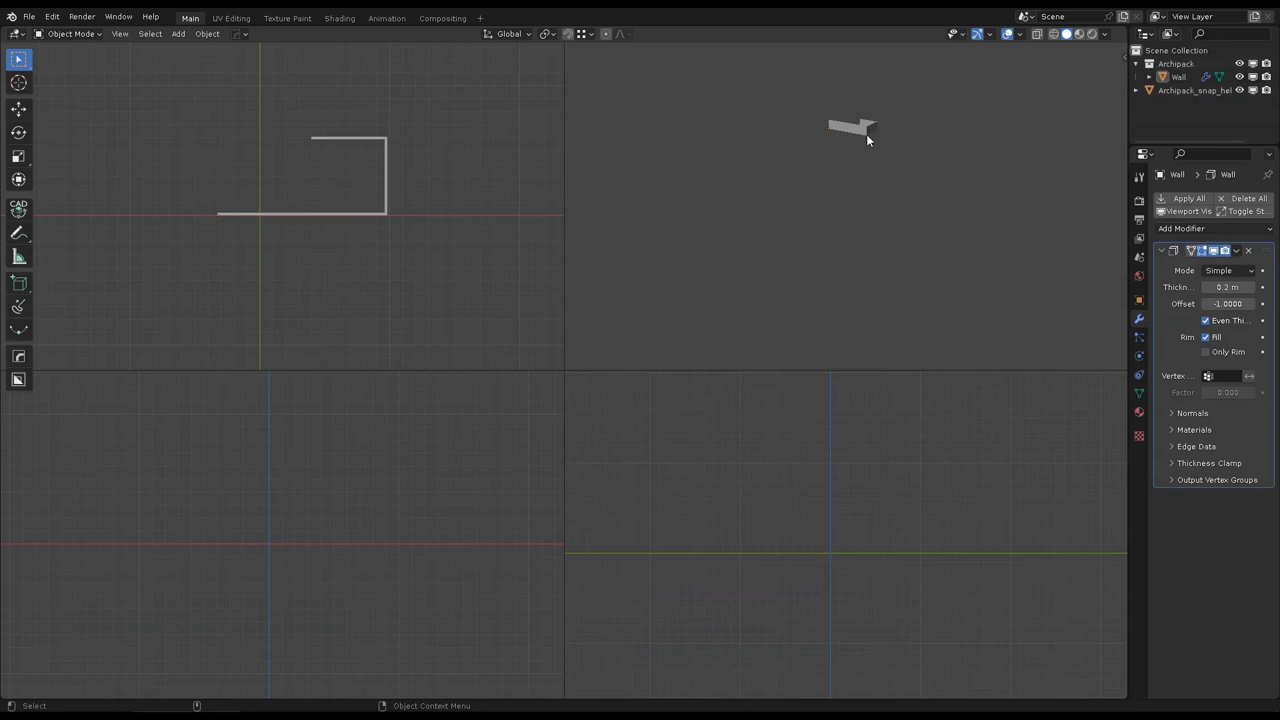 File Edit Render Window Help Main UV Editing Texture Paint Shading Animation Compositing + Scene View Layer
Object Mode View Select Add Object Global
Scene Collection
Archipack
Wall
Archipack_snap_hel
Wall > Wall
Apply All Delete All
Viewport Vis Toggle St...
Add Modifier
Mode Simple
Thickn... 0.2 m
Offset -1.0000
Even Thi...
Rim Fill
Only Rim
Vertex ...
Factor 0.000
Normals
Materials
Edge Data
Thickness Clamp
Output Vertex Groups
CAD
Select Object Context Menu